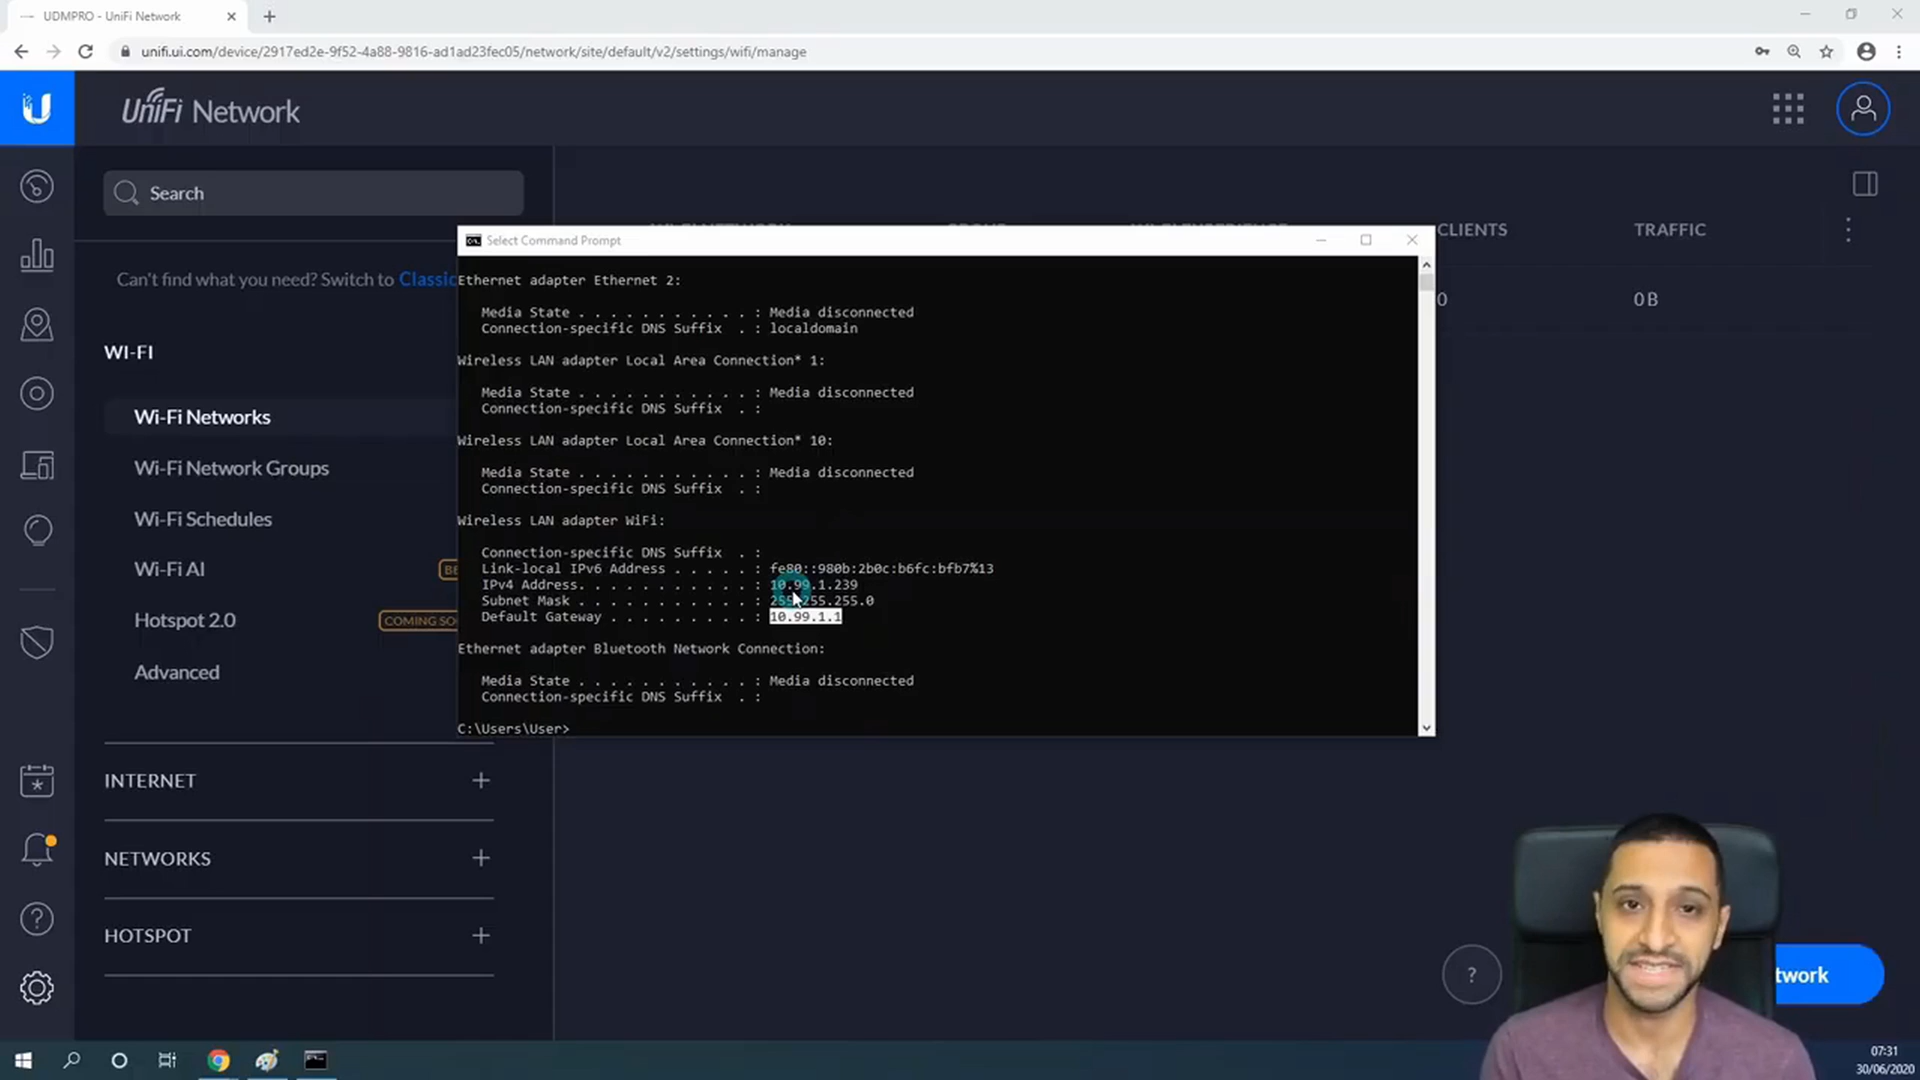 UDMPRO - UniFi Network
unifi.ui.com/device/2917ed2e-9f52-4a88-9816-ad1ad23fec05/network/site/default/v2/settings/wifi/manage
U
UniFi Network
Search
CLIENTS
TRAFFIC
Can't find what you need? Switch to Classic
0
0 B
WI-FI
Wi-Fi Networks
Wi-Fi Network Groups
Wi-Fi Schedules
Wi-Fi AI
BE
Hotspot 2.0
COMING SO
Advanced
INTERNET
NETWORKS
HOTSPOT
Select Command Prompt
Ethernet adapter Ethernet 2:
Media State . . . . . . . . . . . : Media disconnected
Connection-specific DNS Suffix  . : localdomain
Wireless LAN adapter Local Area Connection* 1:
Media State . . . . . . . . . . . : Media disconnected
Connection-specific DNS Suffix  . :
Wireless LAN adapter Local Area Connection* 10:
Media State . . . . . . . . . . . : Media disconnected
Connection-specific DNS Suffix  . :
Wireless LAN adapter WiFi:
Connection-specific DNS Suffix  . :
Link-local IPv6 Address . . . . . : fe80::980b:2b0c:b6fc:bfb7%13
IPv4 Address. . . . . . . . . . . : 10.99.1.239
Subnet Mask . . . . . . . . . . . : 255.255.255.0
Default Gateway . . . . . . . . . : 10.99.1.1
Ethernet adapter Bluetooth Network Connection:
Media State . . . . . . . . . . . : Media disconnected
Connection-specific DNS Suffix  . :
C:\Users\User>
?
twork
07:31
30/06/2020